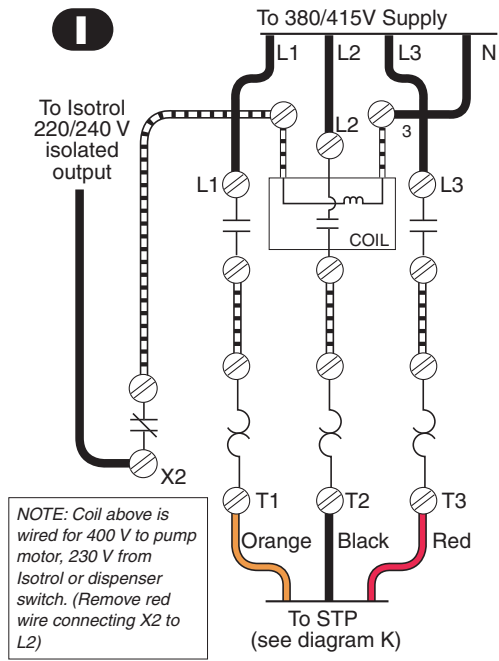 I
To 380/415V Supply
L1 L2 L3 N
To Isotrol
220/240 V
isolated
output
L2
3
L1
L3
COIL
X2
T1 T2 T3
Orange Black Red
NOTE: Coil above is
wired for 400 V to pump
motor, 230 V from
Isotrol or dispenser
switch. (Remove red
wire connecting X2 to
L2)
To STP
(see diagram K)